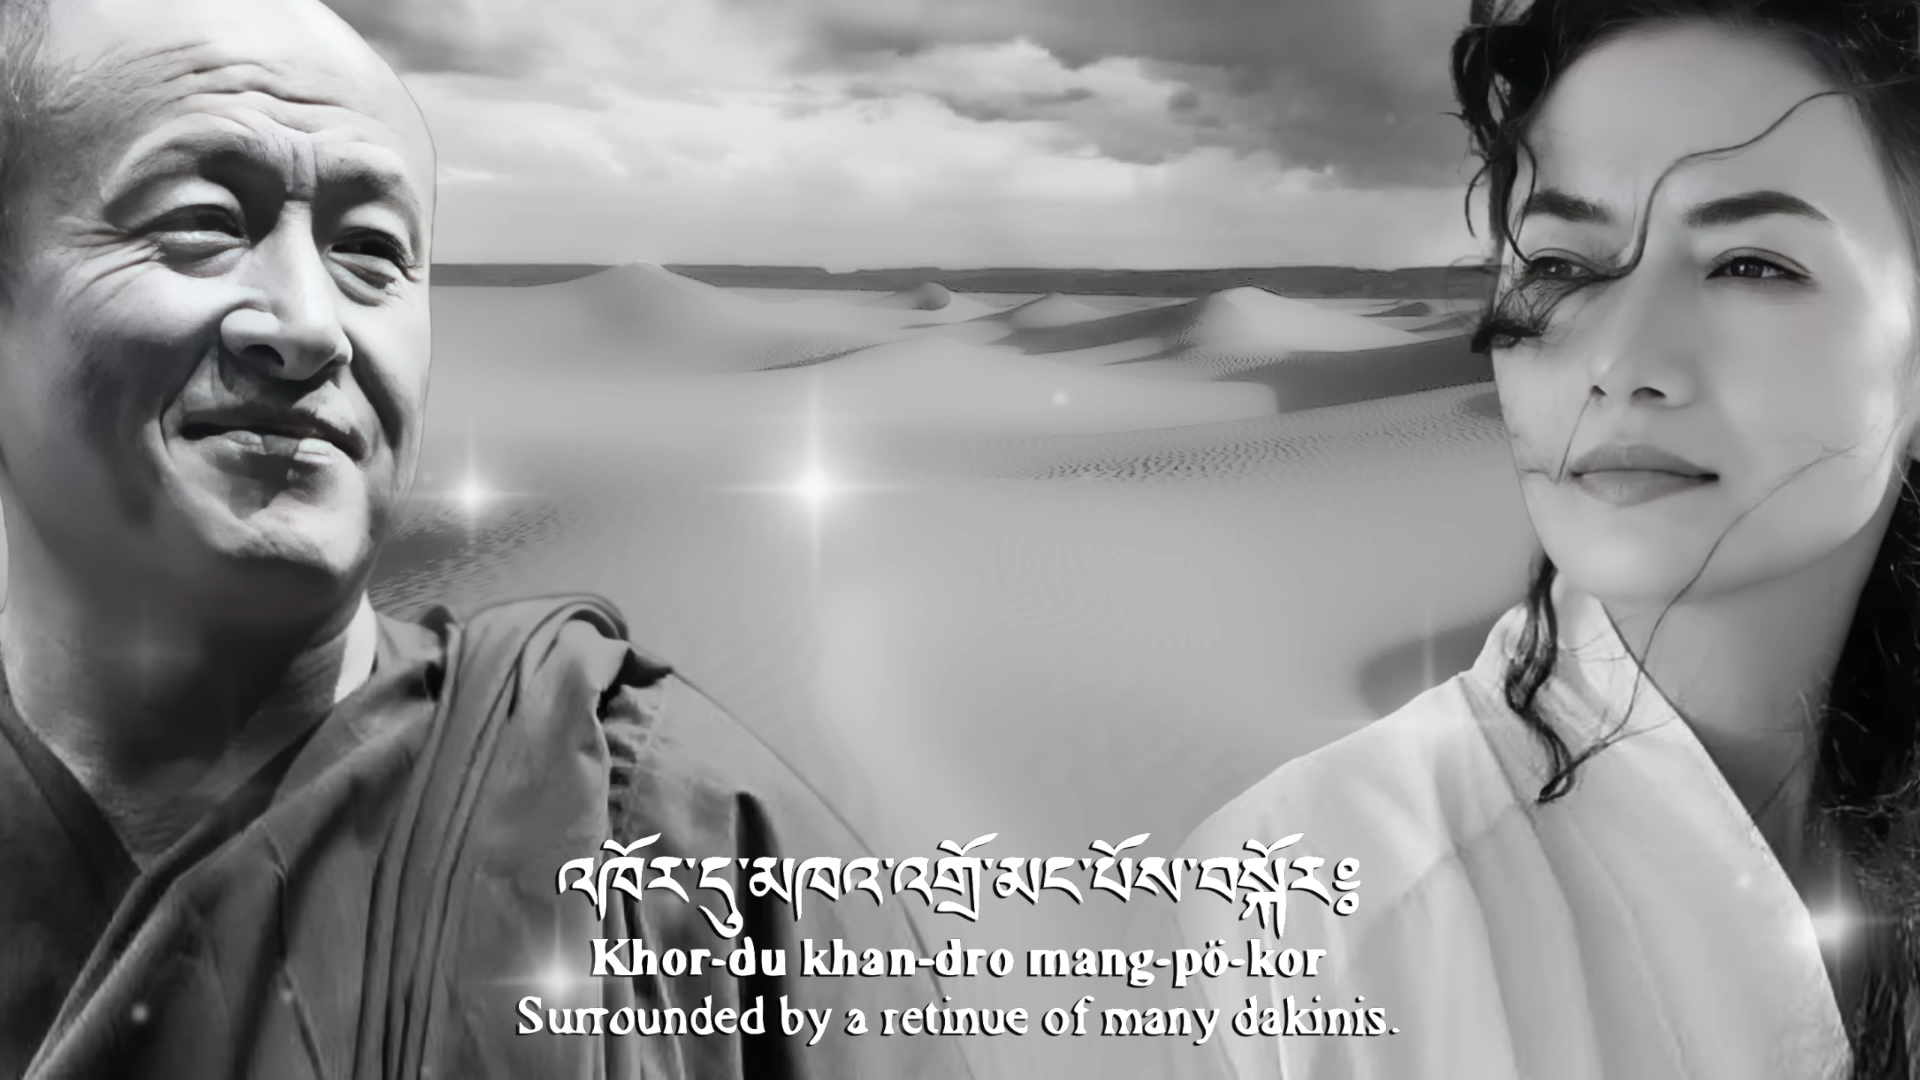 འཁོར་དུ་མཁའ་འགྲོ་མང་པོས་བསྐོར༔
Khor-du khan-dro mang-pö-kor
Surrounded by a retinue of many dakinis.